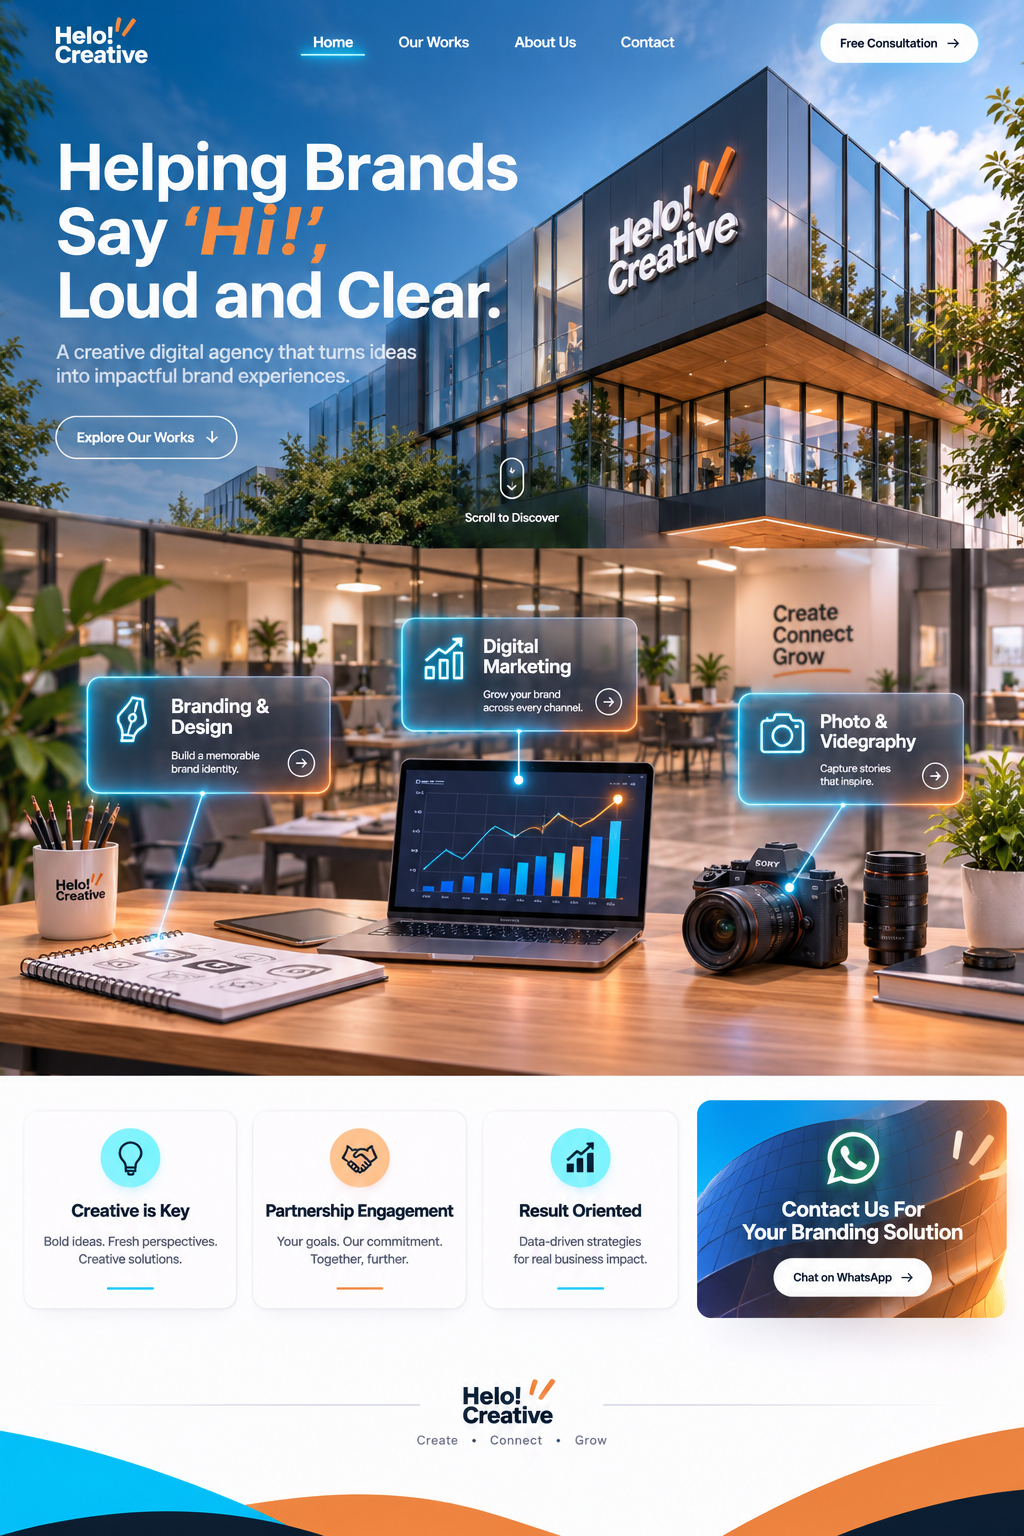 Helo!
Creative
Home
Our Works
About Us
Contact
Free Consultation
Helping Brands
Say ‘Hi!’,
Loud and Clear.
A creative digital agency that turns ideas
into impactful brand experiences.
Explore Our Works
Helo!
Creative
Scroll to Discover
Create
Connect
Grow
Branding &
Design
Build a memorable
brand identity.
Digital
Marketing
Grow your brand
across every channel.
Photo &
Videgraphy
Capture stories
that inspire.
Helo!
Creative
SORY
Creative is Key
Bold ideas. Fresh perspectives.
Creative solutions.
Partnership Engagement
Your goals. Our commitment.
Together, further.
Result Oriented
Data-driven strategies
for real business impact.
Contact Us For
Your Branding Solution
Chat on WhatsApp
Helo!
Creative
Create • Connect • Grow